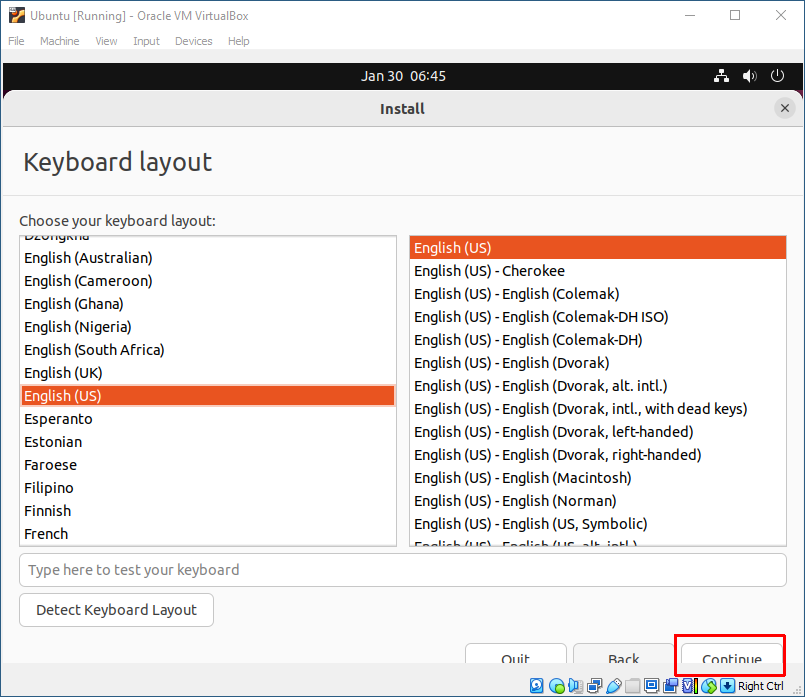 Ubuntu [Running] - Oracle VM VirtualBox
File Machine View Input Devices Help
Jan 30 06:45
Install
Keyboard layout
Choose your keyboard layout:
Dzongkha
English (Australian)
English (Cameroon)
English (Ghana)
English (Nigeria)
English (South Africa)
English (UK)
English (US)
Esperanto
Estonian
Faroese
Filipino
Finnish
French
English (US)
English (US) - Cherokee
English (US) - English (Colemak)
English (US) - English (Colemak-DH ISO)
English (US) - English (Colemak-DH)
English (US) - English (Dvorak)
English (US) - English (Dvorak, alt. intl.)
English (US) - English (Dvorak, intl., with dead keys)
English (US) - English (Dvorak, left-handed)
English (US) - English (Dvorak, right-handed)
English (US) - English (Macintosh)
English (US) - English (Norman)
English (US) - English (US, Symbolic)
English (US) - English (US, alt. intl.)
Type here to test your keyboard
Detect Keyboard Layout
Quit Back Continue
Right Ctrl